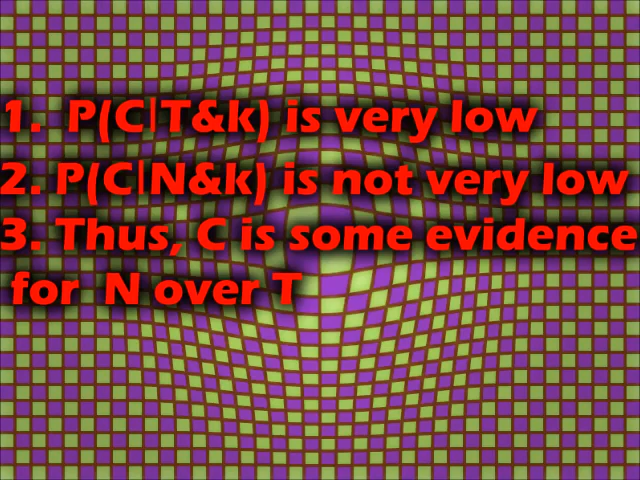 1. P(C|T&k) is very low
2. P(C|N&k) is not very low
3. Thus, C is some evidence
for N over T